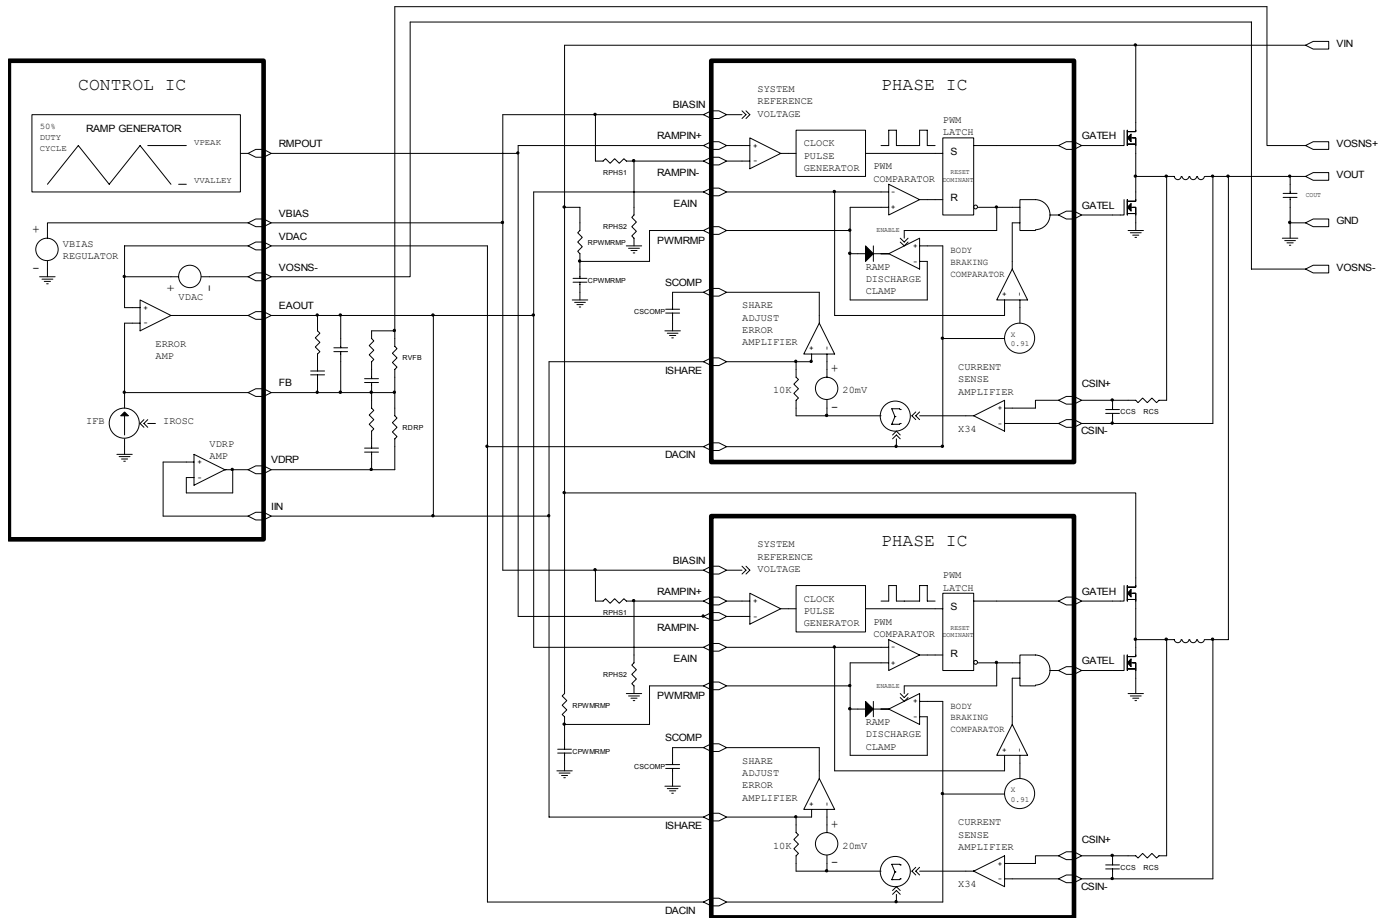 CONTROL IC
50%
DUTY
CYCLE
RAMP GENERATOR
VPEAK
VVALLEY
RMPOUT
VBIAS
+
-
VBIAS
REGULATOR
VDAC
VOSNS-
+
-
VDAC
EAOUT
+
-
ERROR
AMP
RVFB
FB
IFB
IROSC
RDRP
VDRP
AMP
+
-
VDRP
IIN
PHASE IC
BIASIN
SYSTEM
REFERENCE
VOLTAGE
RAMPIN+
RPHS1
RAMPIN-
+
-
CLOCK
PULSE
GENERATOR
PWM
LATCH
S
RESET
DOMINANT
R
GATEH
EAIN
PWM
COMPARATOR
-
+
RPHS2
RPWMRMP
PWMRMP
ENABLE
GATEL
CPWMRMP
RAMP
DISCHARGE
CLAMP
+
-
BODY
BRAKING
COMPARATOR
+
-
SCOMP
CSCOMP
SHARE
ADJUST
ERROR
AMPLIFIER
+
-
X
0.91
ISHARE
10K
+
-
20mV
CURRENT
SENSE
AMPLIFIER
CSIN+
Σ
X34
+
-
CCS
RCS
CSIN-
DACIN
VIN
VOSNS+
VOUT
COUT
GND
VOSNS-
PHASE IC
BIASIN
SYSTEM
REFERENCE
VOLTAGE
RAMPIN+
RPHS1
RAMPIN-
+
-
CLOCK
PULSE
GENERATOR
PWM
LATCH
S
RESET
DOMINANT
R
GATEH
EAIN
PWM
COMPARATOR
-
+
RPHS2
PWMRMP
RPWMRMP
ENABLE
GATEL
CPWMRMP
RAMP
DISCHARGE
CLAMP
+
-
BODY
BRAKING
COMPARATOR
+
-
SCOMP
CSCOMP
SHARE
ADJUST
ERROR
AMPLIFIER
+
-
X
0.91
ISHARE
10K
+
-
20mV
CURRENT
SENSE
AMPLIFIER
CSIN+
Σ
X34
+
-
CCS
RCS
CSIN-
DACIN